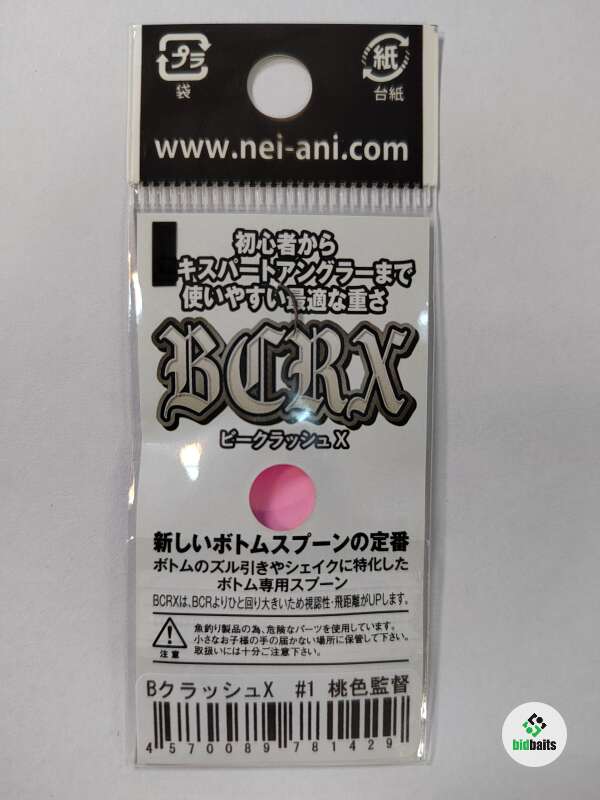 プラ 紙
袋 台紙
www.nei-ani.com
初心者から
キスパートアングラーまで
使いやすい最適な重さ
BCRX
ビークラッシュX
新しいボトムスプーンの定番
ボトムのズル引きやシェイクに特化した
ボトム専用スプーン
BCRXは、BCRよりひと回り大きいため視認性・飛距離がUPします。
魚釣り製品の為、危険なパーツを使用しています。
小さなお子様の手の届かない場所に保管して下さい。
取扱いには十分ご注意下さい。
注意
BクラッシュX #1 桃色監督
4 570089 781429
bidbaits